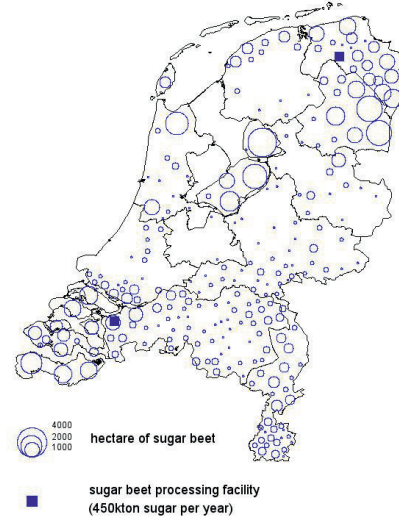 4000
2000
1000
hectare of sugar beet
sugar beet processing facility
(450kton sugar per year)